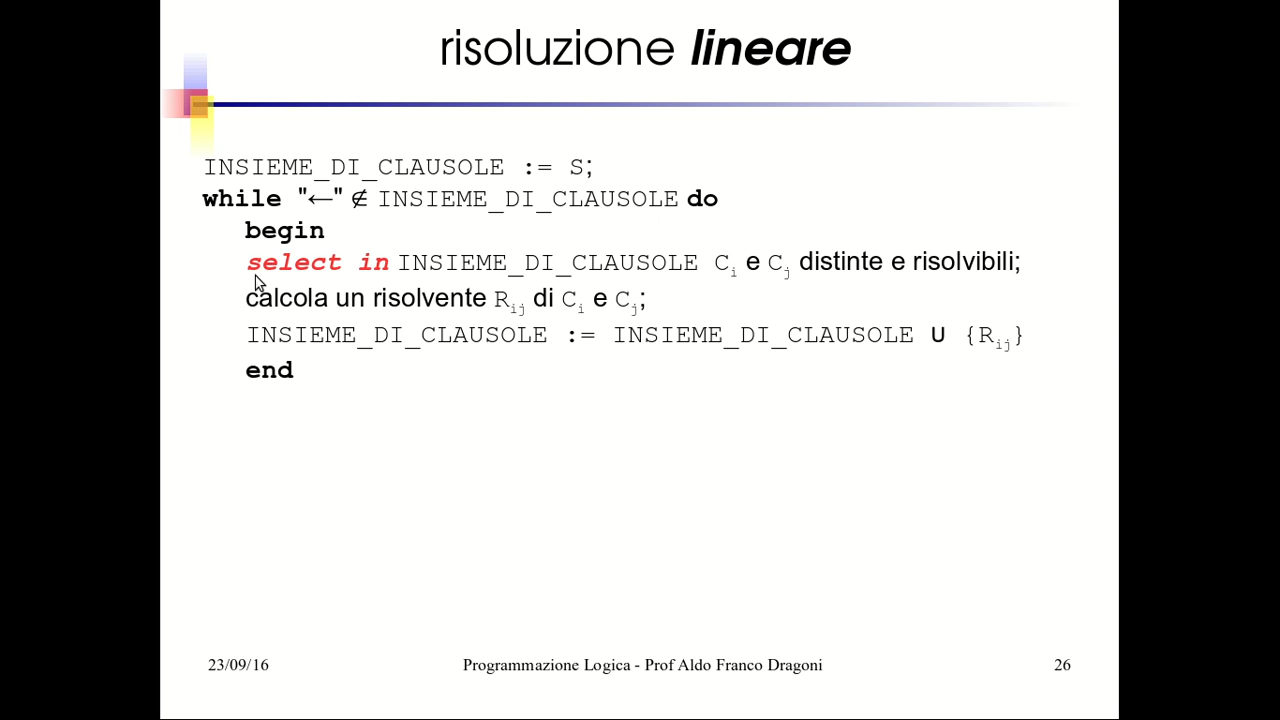 risoluzione lineare
INSIEME_DI_CLAUSOLE := S;
while "←" ∉ INSIEME_DI_CLAUSOLE do
begin
select in INSIEME_DI_CLAUSOLE Ci e Cj distinte e risolvibili;
calcola un risolvente Rij di Ci e Cj;
INSIEME_DI_CLAUSOLE := INSIEME_DI_CLAUSOLE ∪ {Rij}
end
23/09/16 Programmazione Logica - Prof Aldo Franco Dragoni 26